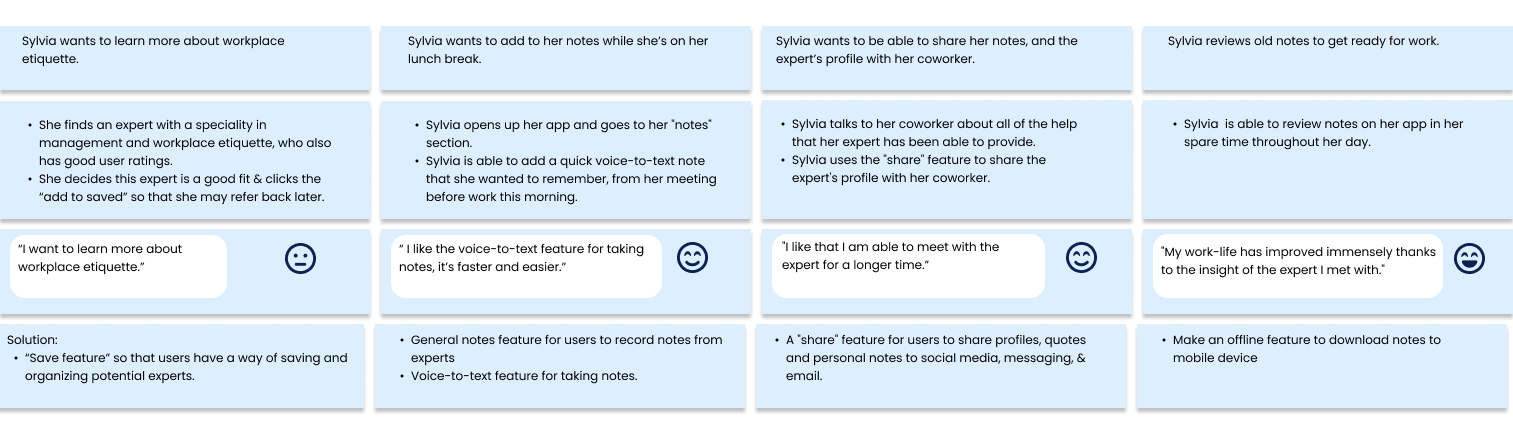 Sylvia wants to learn more about workplace
etiquette.
Sylvia wants to add to her notes while she’s on her
lunch break.
Sylvia wants to be able to share her notes, and the
expert’s profile with her coworker.
Sylvia reviews old notes to get ready for work.
• She finds an expert with a speciality in
management and workplace etiquette, who also
has good user ratings.
• She decides this expert is a good fit & clicks the
“add to saved” so that she may refer back later.
• Sylvia opens up her app and goes to her "notes"
section.
• Sylvia is able to add a quick voice-to-text note
that she wanted to remember, from her meeting
before work this morning.
• Sylvia talks to her coworker about all of the help
that her expert has been able to provide.
• Sylvia uses the "share" feature to share the
expert's profile with her coworker.
• Sylvia  is able to review notes on her app in her
spare time throughout her day.
“I want to learn more about
workplace etiquette.”
“ I like the voice-to-text feature for taking
notes, it’s faster and easier.”
"I like that I am able to meet with the
expert for a longer time.”
"My work-life has improved immensely thanks
to the insight of the expert I met with."
Solution:
• “Save feature” so that users have a way of saving and
organizing potential experts.
• General notes feature for users to record notes from
experts
• Voice-to-text feature for taking notes.
• A "share" feature for users to share profiles, quotes
and personal notes to social media, messaging, &
email.
• Make an offline feature to download notes to
mobile device